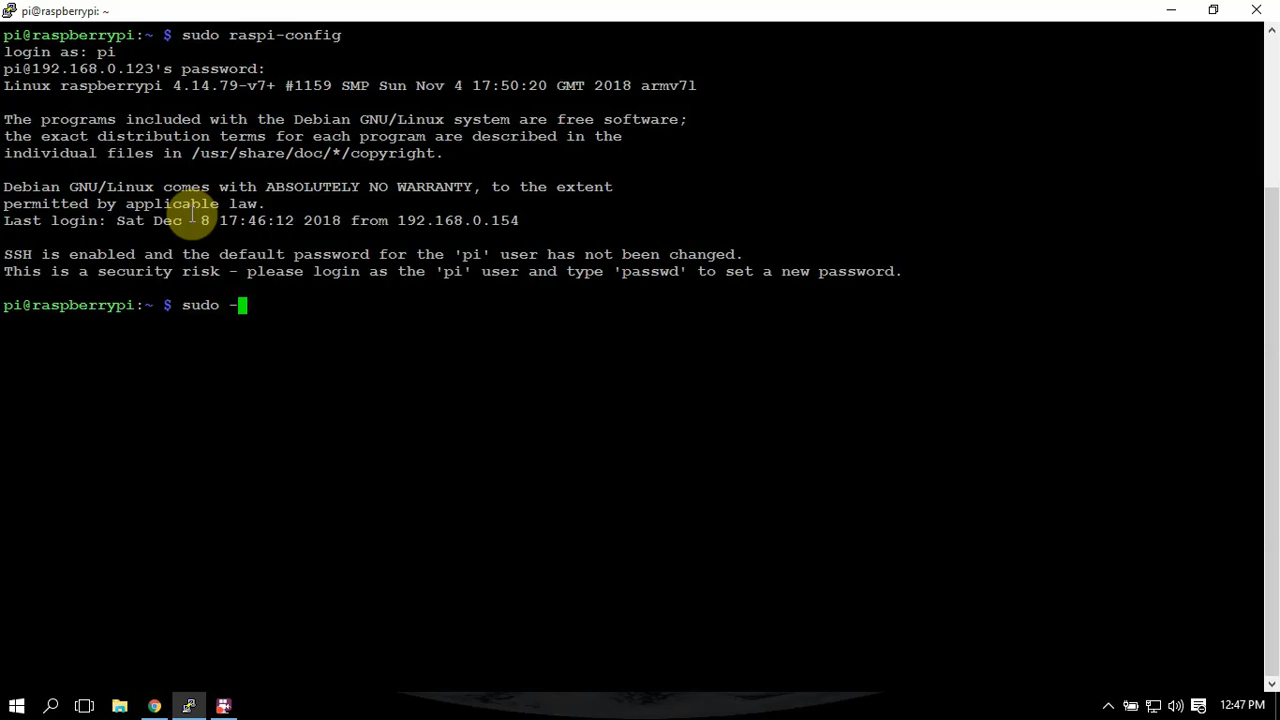 pi@raspberrypi: ~
pi@raspberrypi:~ $ sudo raspi-config
login as: pi
pi@192.168.0.123's password:
Linux raspberrypi 4.14.79-v7+ #1159 SMP Sun Nov 4 17:50:20 GMT 2018 armv7l
The programs included with the Debian GNU/Linux system are free software;
the exact distribution terms for each program are described in the
individual files in /usr/share/doc/*/copyright.
Debian GNU/Linux comes with ABSOLUTELY NO WARRANTY, to the extent
permitted by applicable law.
Last login: Sat Dec  8 17:46:12 2018 from 192.168.0.154
SSH is enabled and the default password for the 'pi' user has not been changed.
This is a security risk - please login as the 'pi' user and type 'passwd' to set a new password.
pi@raspberrypi:~ $ sudo -
12:47 PM